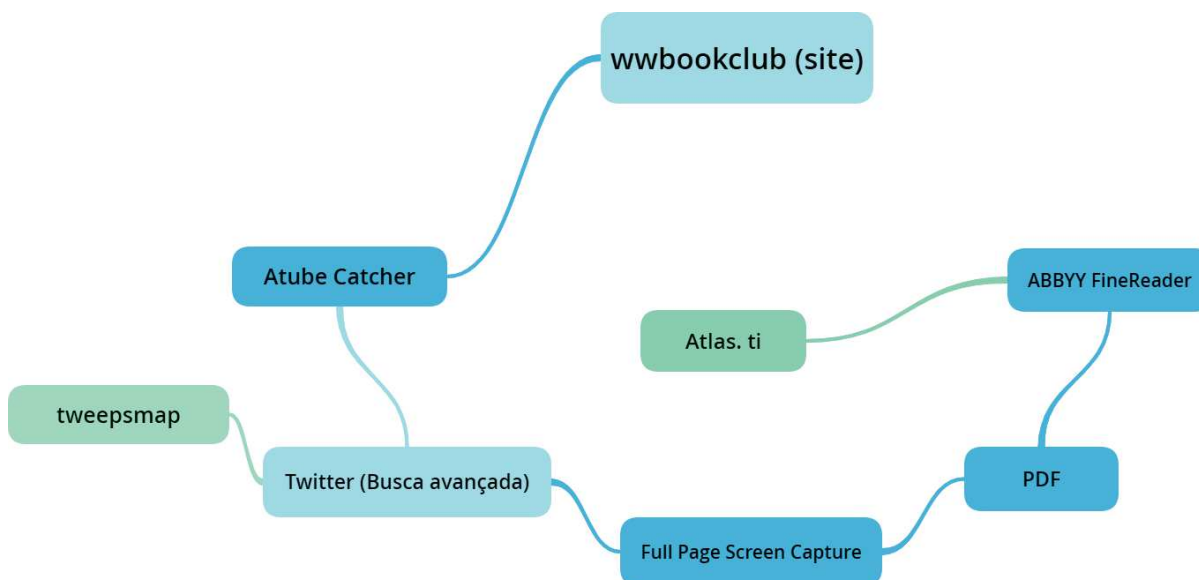 wwbookclub (site)
Atube Catcher
ABBYY FineReader
Atlas. ti
tweepsmap
Twitter (Busca avançada)
PDF
Full Page Screen Capture